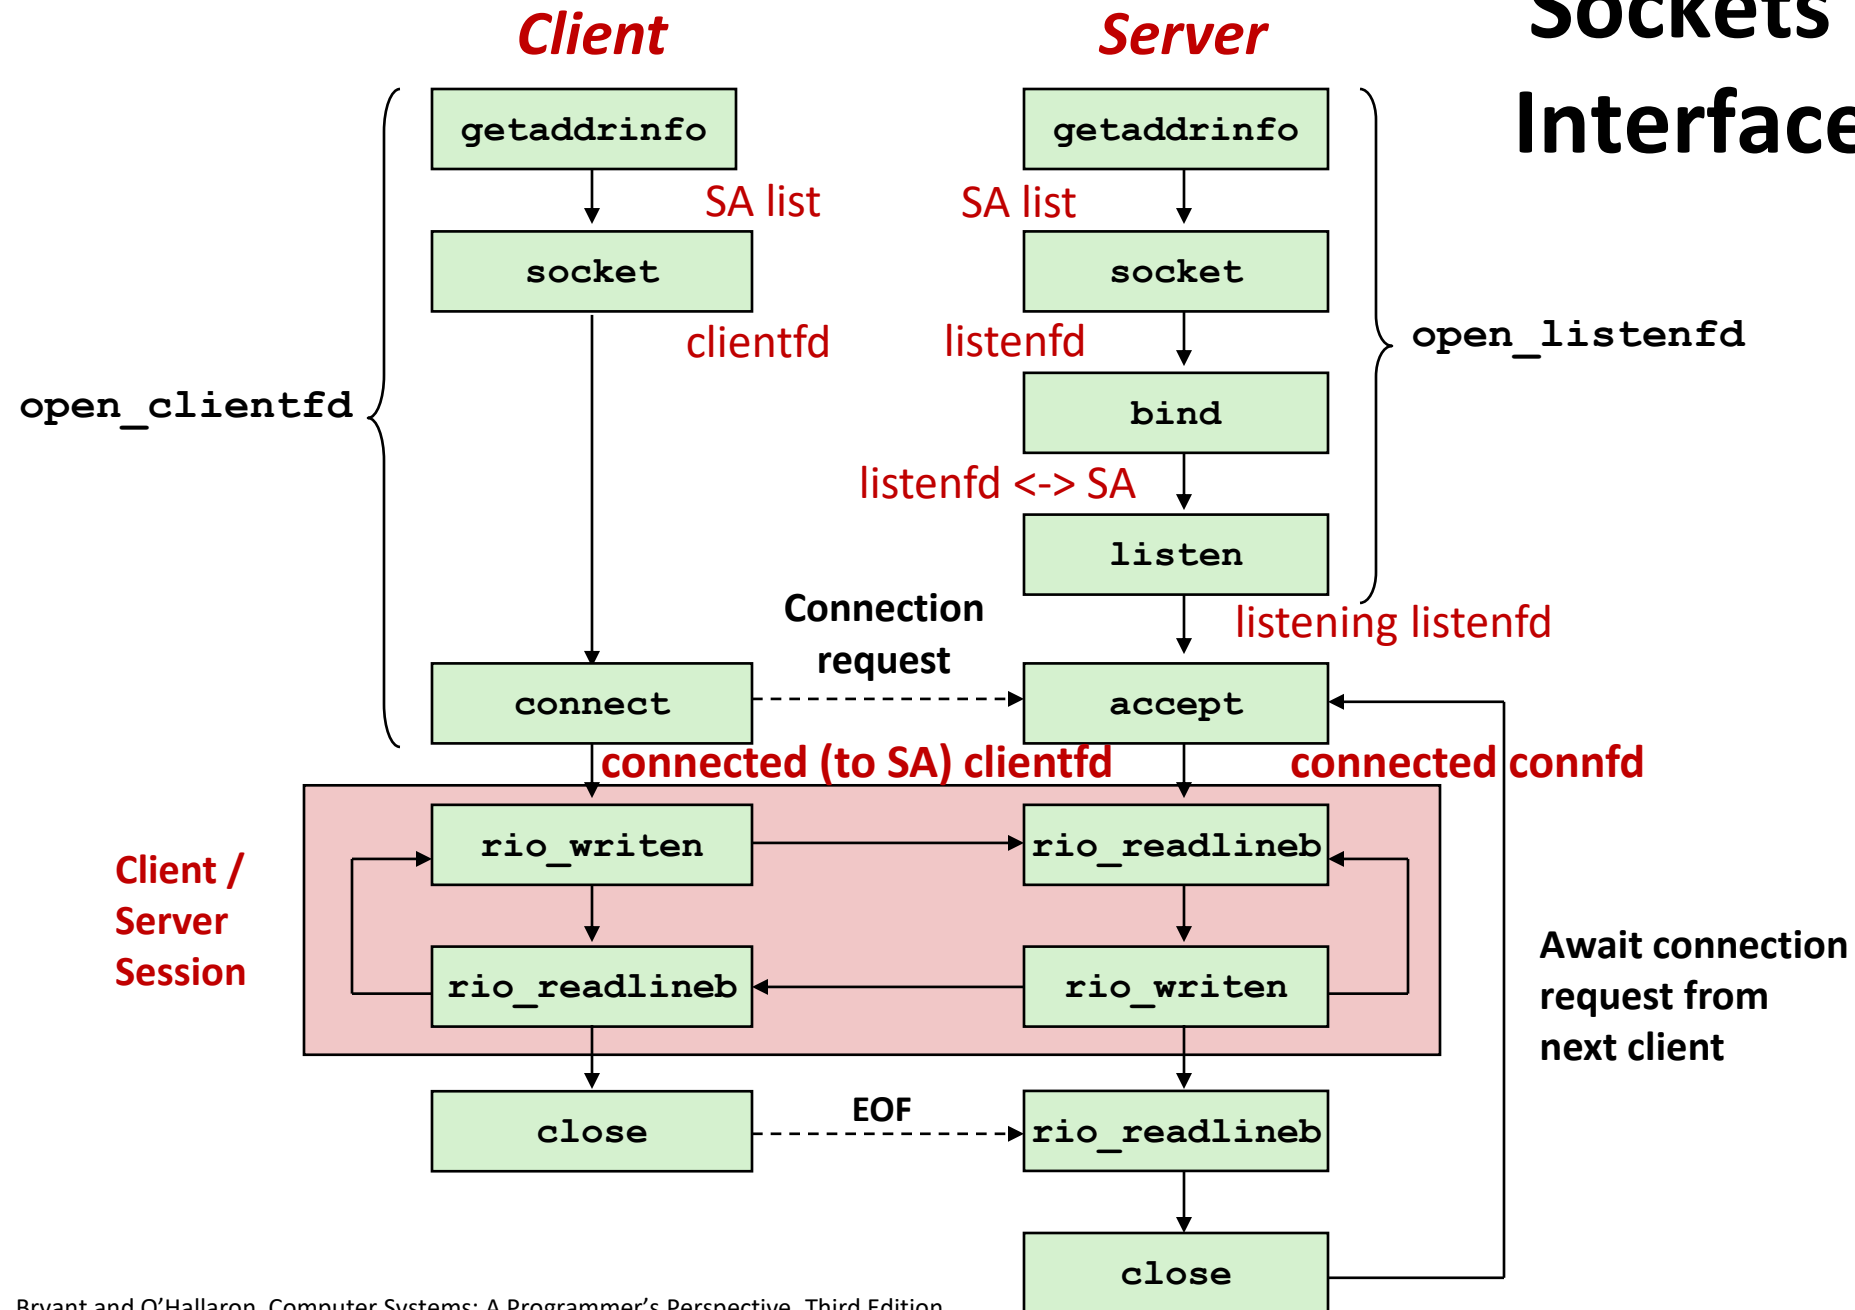 Sockets
Interface
Client
Server
getaddrinfo
getaddrinfo
SA list
SA list
socket
socket
clientfd
listenfd
open_listenfd
open_clientfd
bind
listenfd <-> SA
listen
Connection
request
listening listenfd
connect
accept
connected (to SA) clientfd
connected connfd
Client /
Server
Session
rio_writen
rio_readlineb
rio_readlineb
rio_writen
Await connection
request from
next client
close
EOF
rio_readlineb
close
Bryant and O'Hallaron, Computer Systems: A Programmer's Perspective, Third Edition